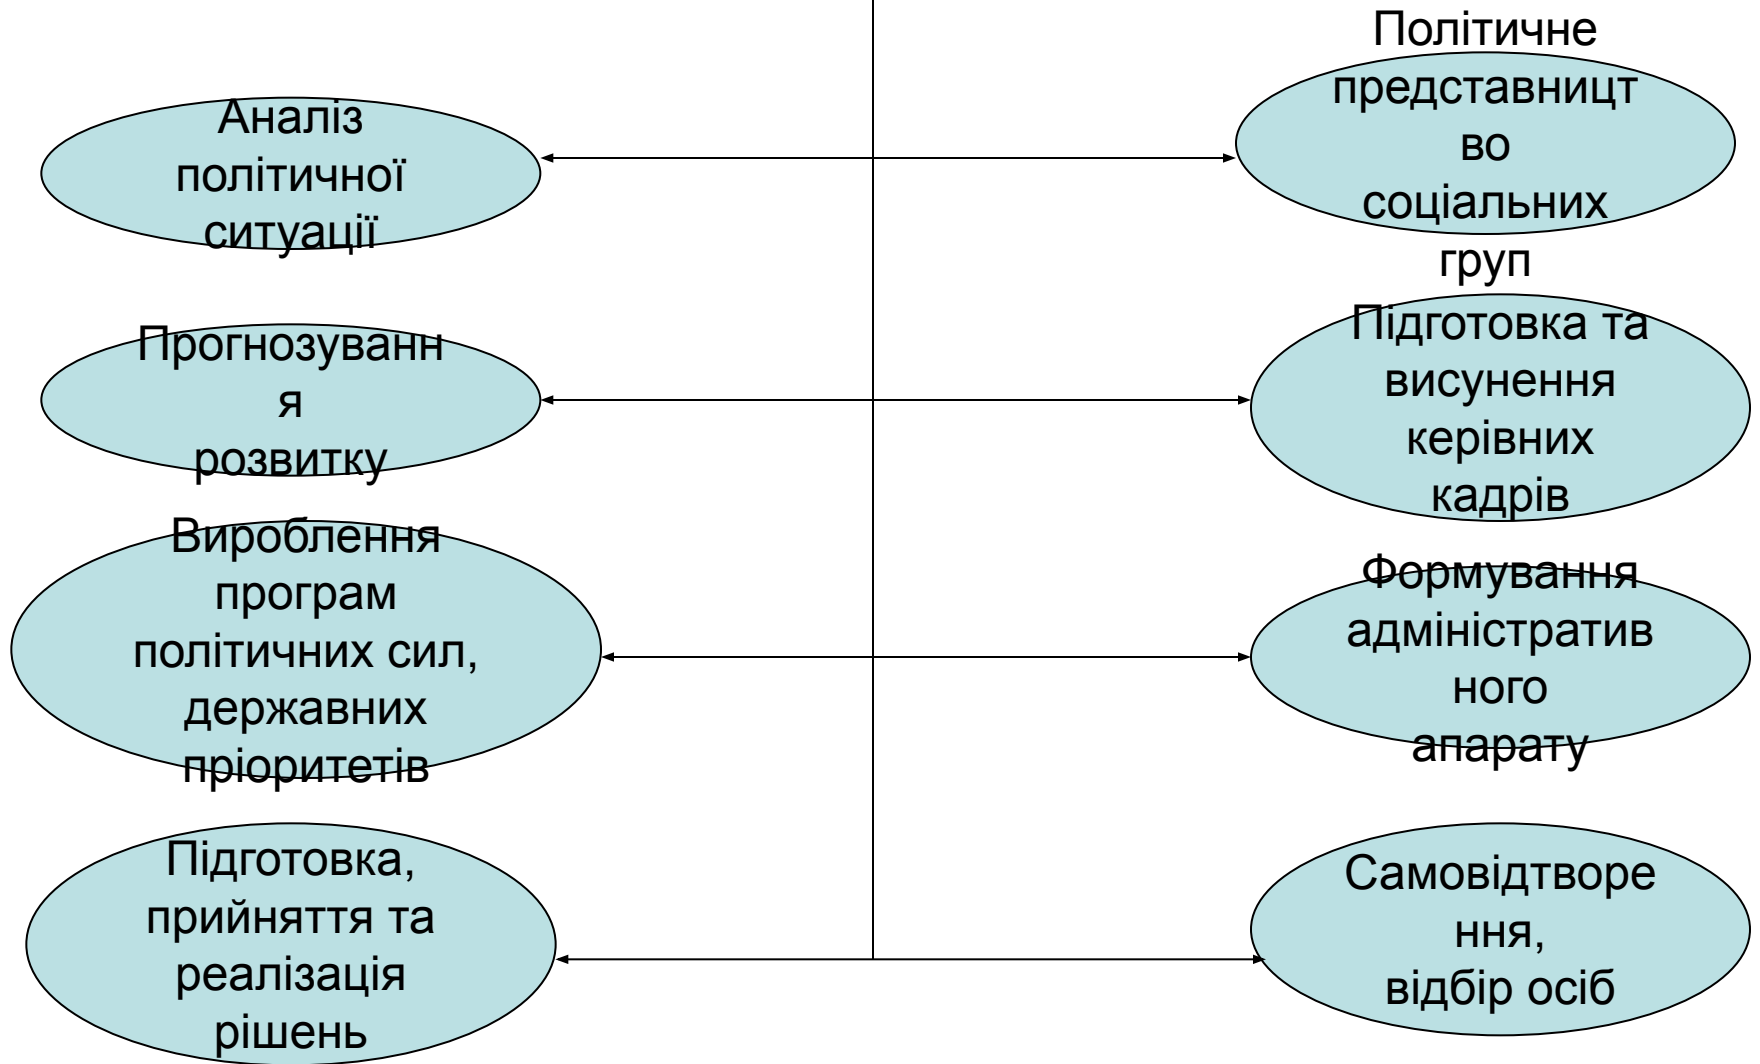 Аналіз
політичної
ситуації
Політичне
представницт
во
соціальних
груп
Прогнозуванн
я
розвитку
Підготовка та
висунення
керівних
кадрів
Вироблення
програм
політичних сил,
державних
пріоритетів
Формування
адміністратив
ного
апарату
Підготовка,
прийняття та
реалізація
рішень
Самовідтворе
ння,
відбір осіб